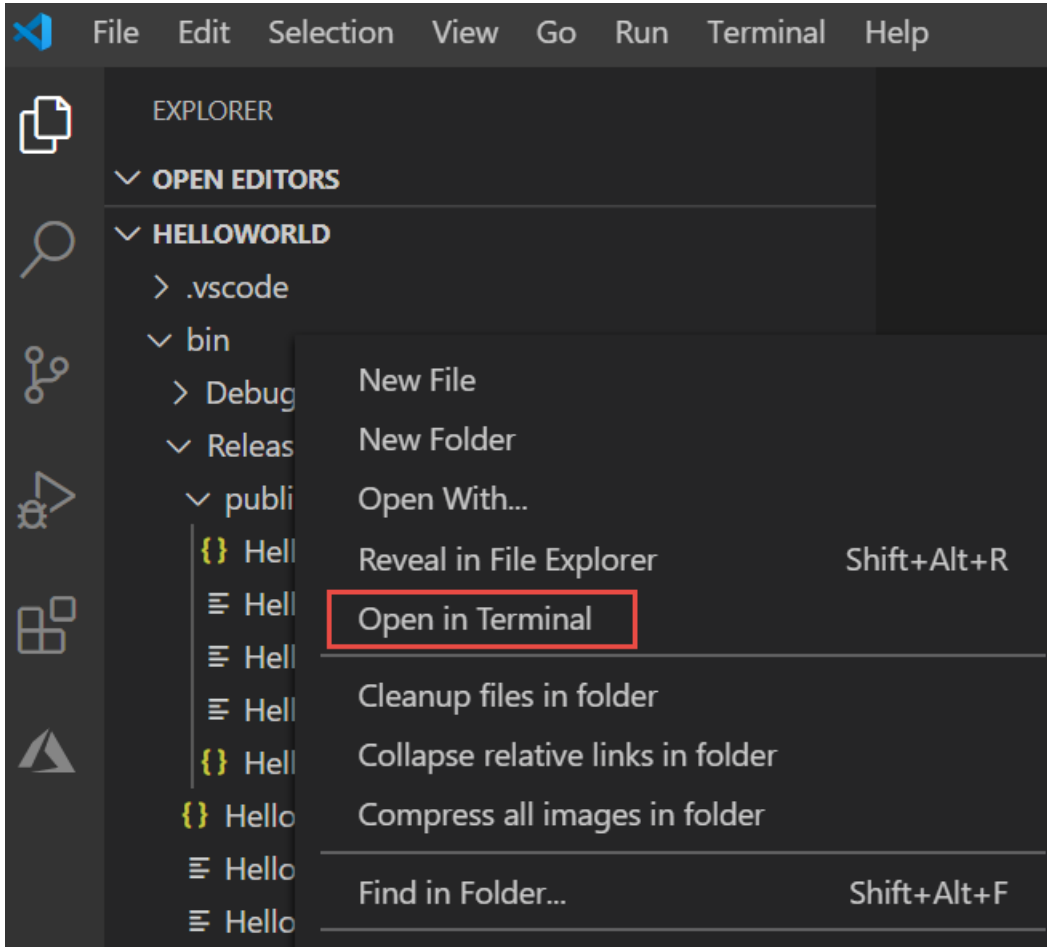 File Edit Selection View Go Run Terminal Help
EXPLORER
OPEN EDITORS
HELLOWORLD
.vscode
bin
Debug
Releas
publi
{} Hell
Hell
Hell
Hell
{} Hell
{} Hello
Hello
Hello
New File
New Folder
Open With...
Reveal in File Explorer Shift+Alt+R
Open in Terminal
Cleanup files in folder
Collapse relative links in folder
Compress all images in folder
Find in Folder... Shift+Alt+F